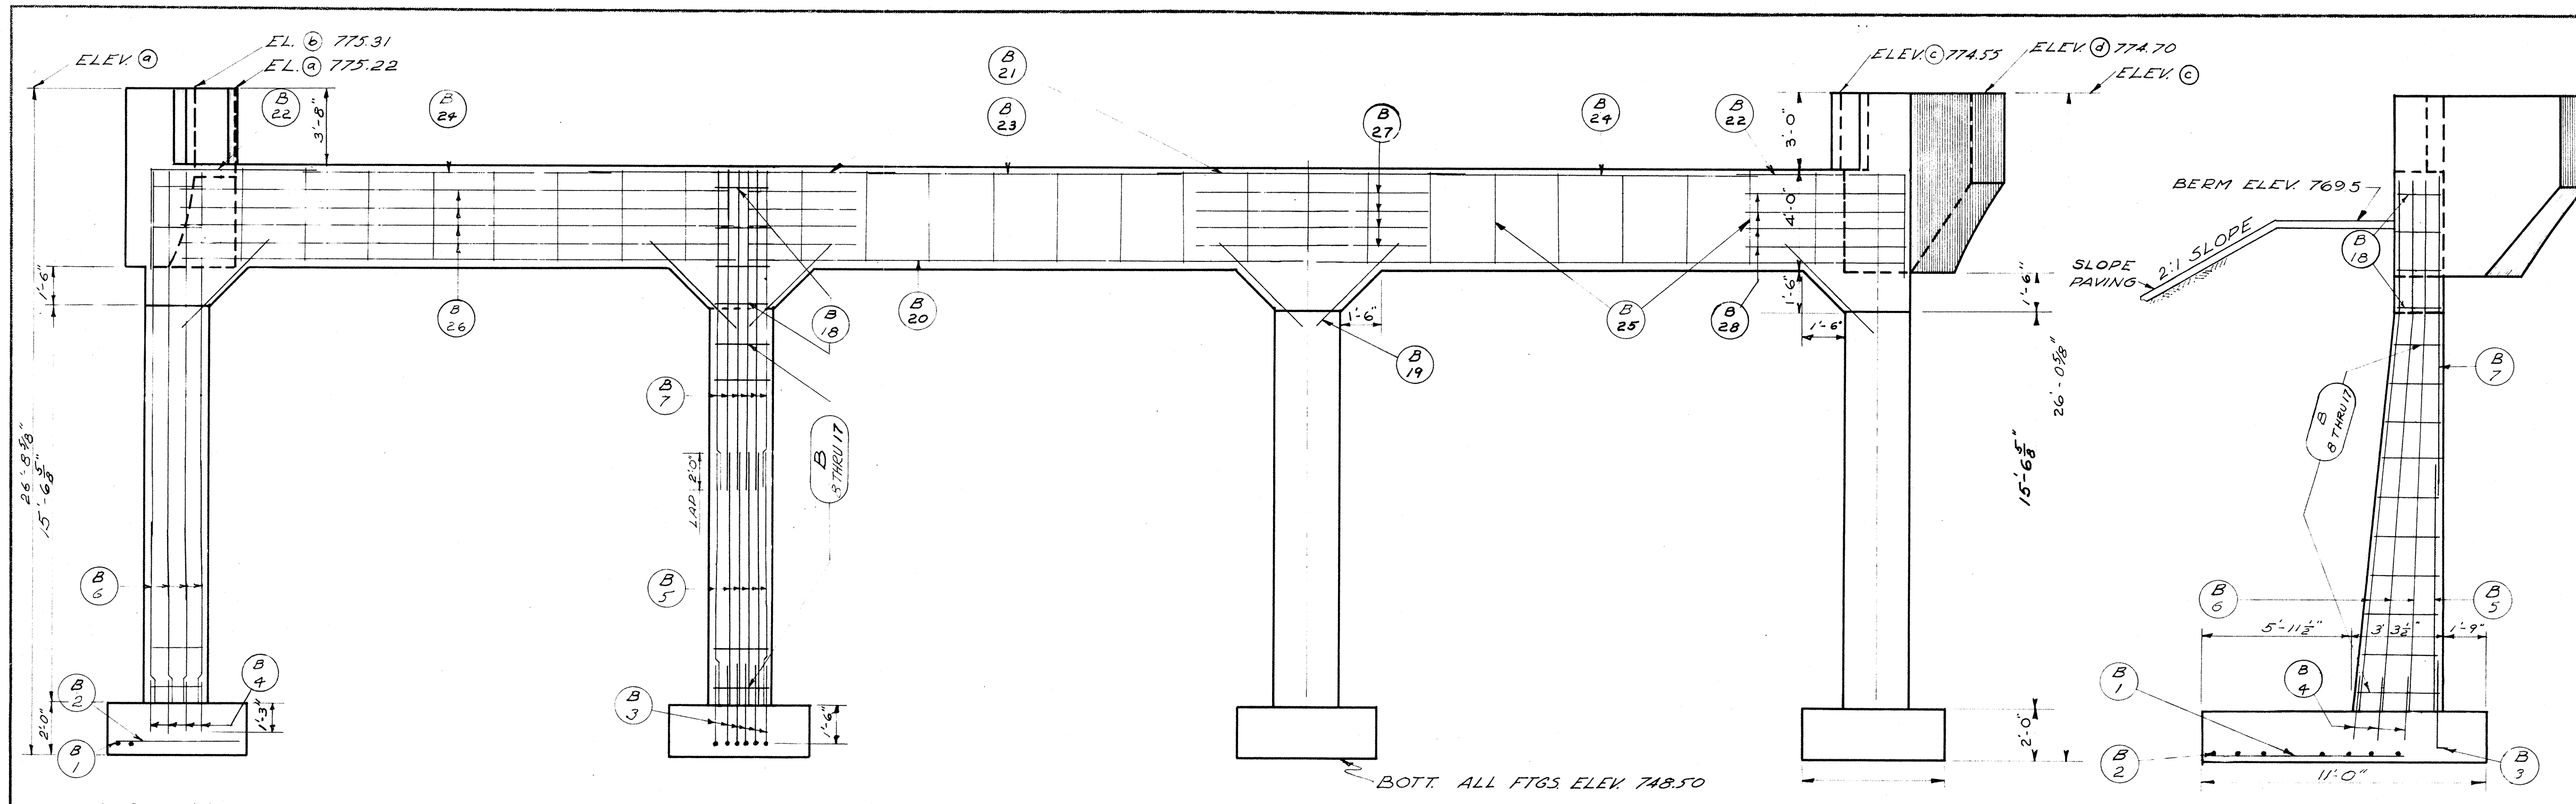 ELEV. a
EL. b 775.31
EL. a 775.22
B 22
B 24
3'-8"
B 21
B 23
B 27
B 24
B 22
3'-0"
ELEV. c 774.55
ELEV. d 774.70
ELEV. c
4'-0"
BERM ELEV. 769.5
2:1 SLOPE
SLOPE PAVING
B 18
1'-6"
B 26
B 18
B 20
1'-6"
B 19
B 25
B 28
1'-6"
1'-6"
1'-6"
26'-0 5/8"
B 7
B 7
B 8 THRU 17
B 8 THRU 17
LAP 2'-0"
26'-8 5/8"
15'-6 5/8"
15'-6 5/8"
B 6
B 5
B 6
B 5
5'-11 1/2"
3' 3 1/2"
1'-9"
B 2
B 4
1'-3"
2'-0"
B 1
B 3
1'-6"
2'-0"
B 1
B 4
B 2
B 3
11'-0"
BOTT. ALL FTGS. ELEV. 748.50